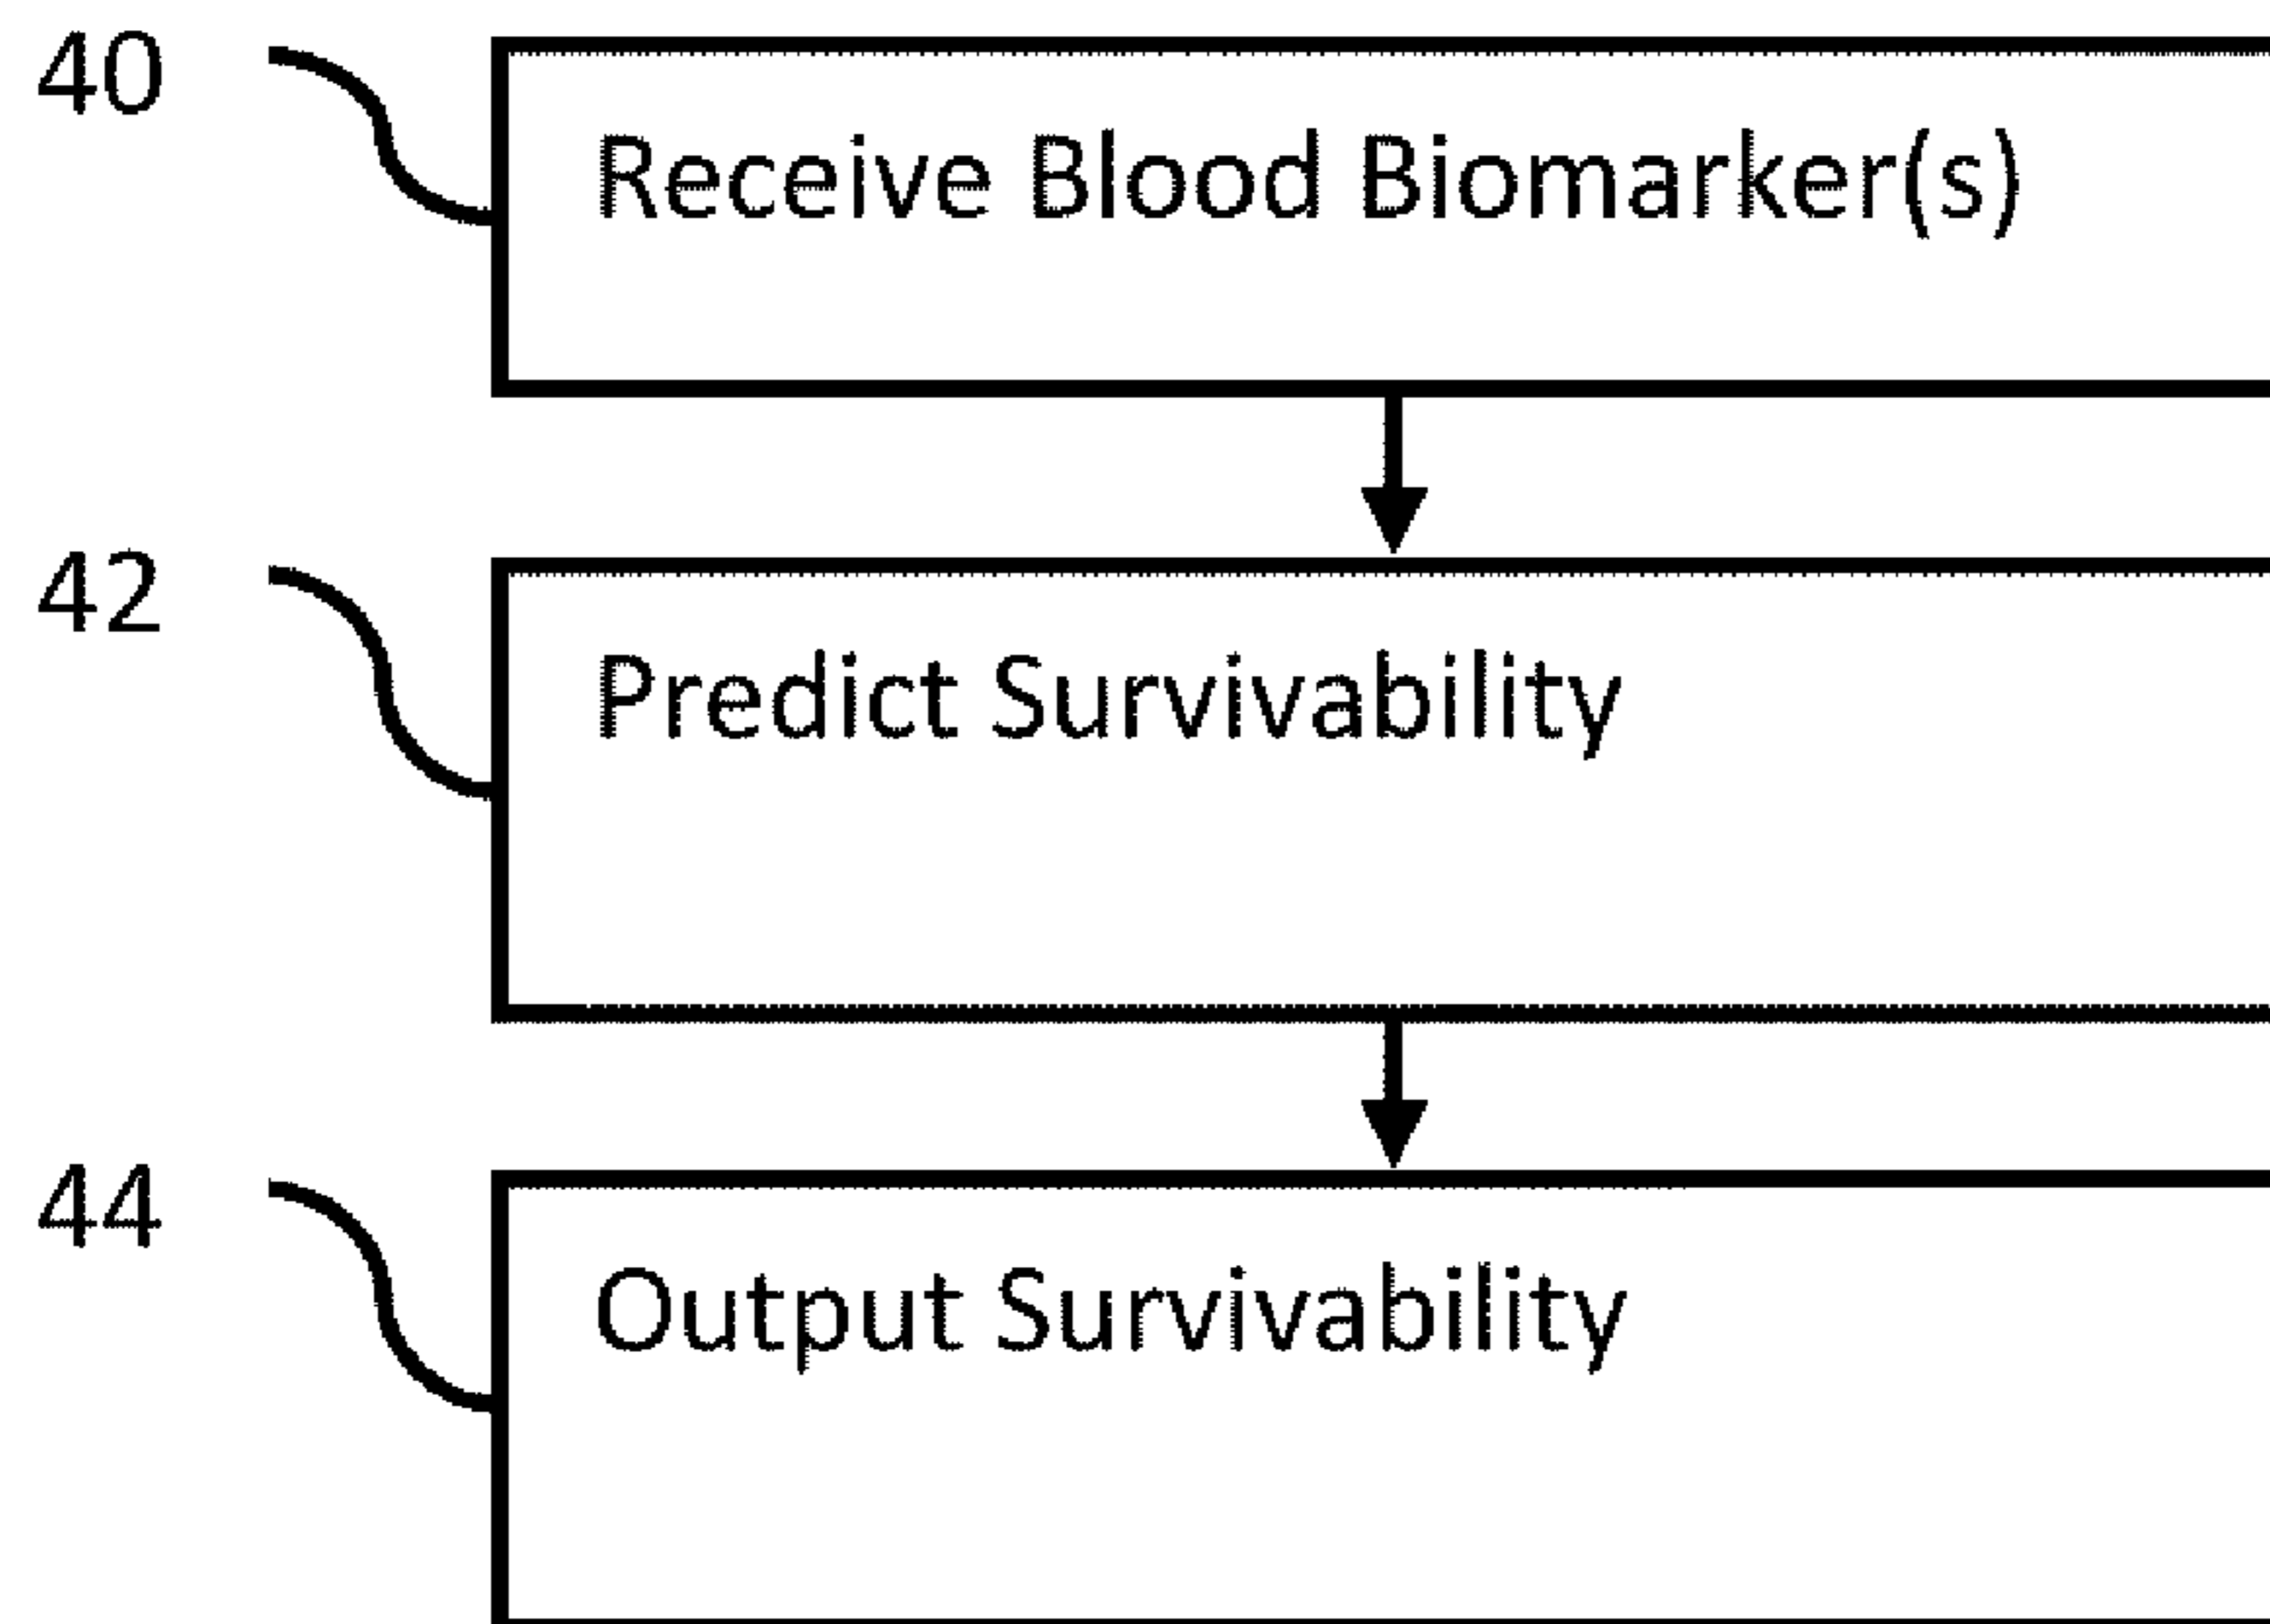 40
Receive Blood Biomarker(s)
42
Predict Survivability
44
Output Survivability